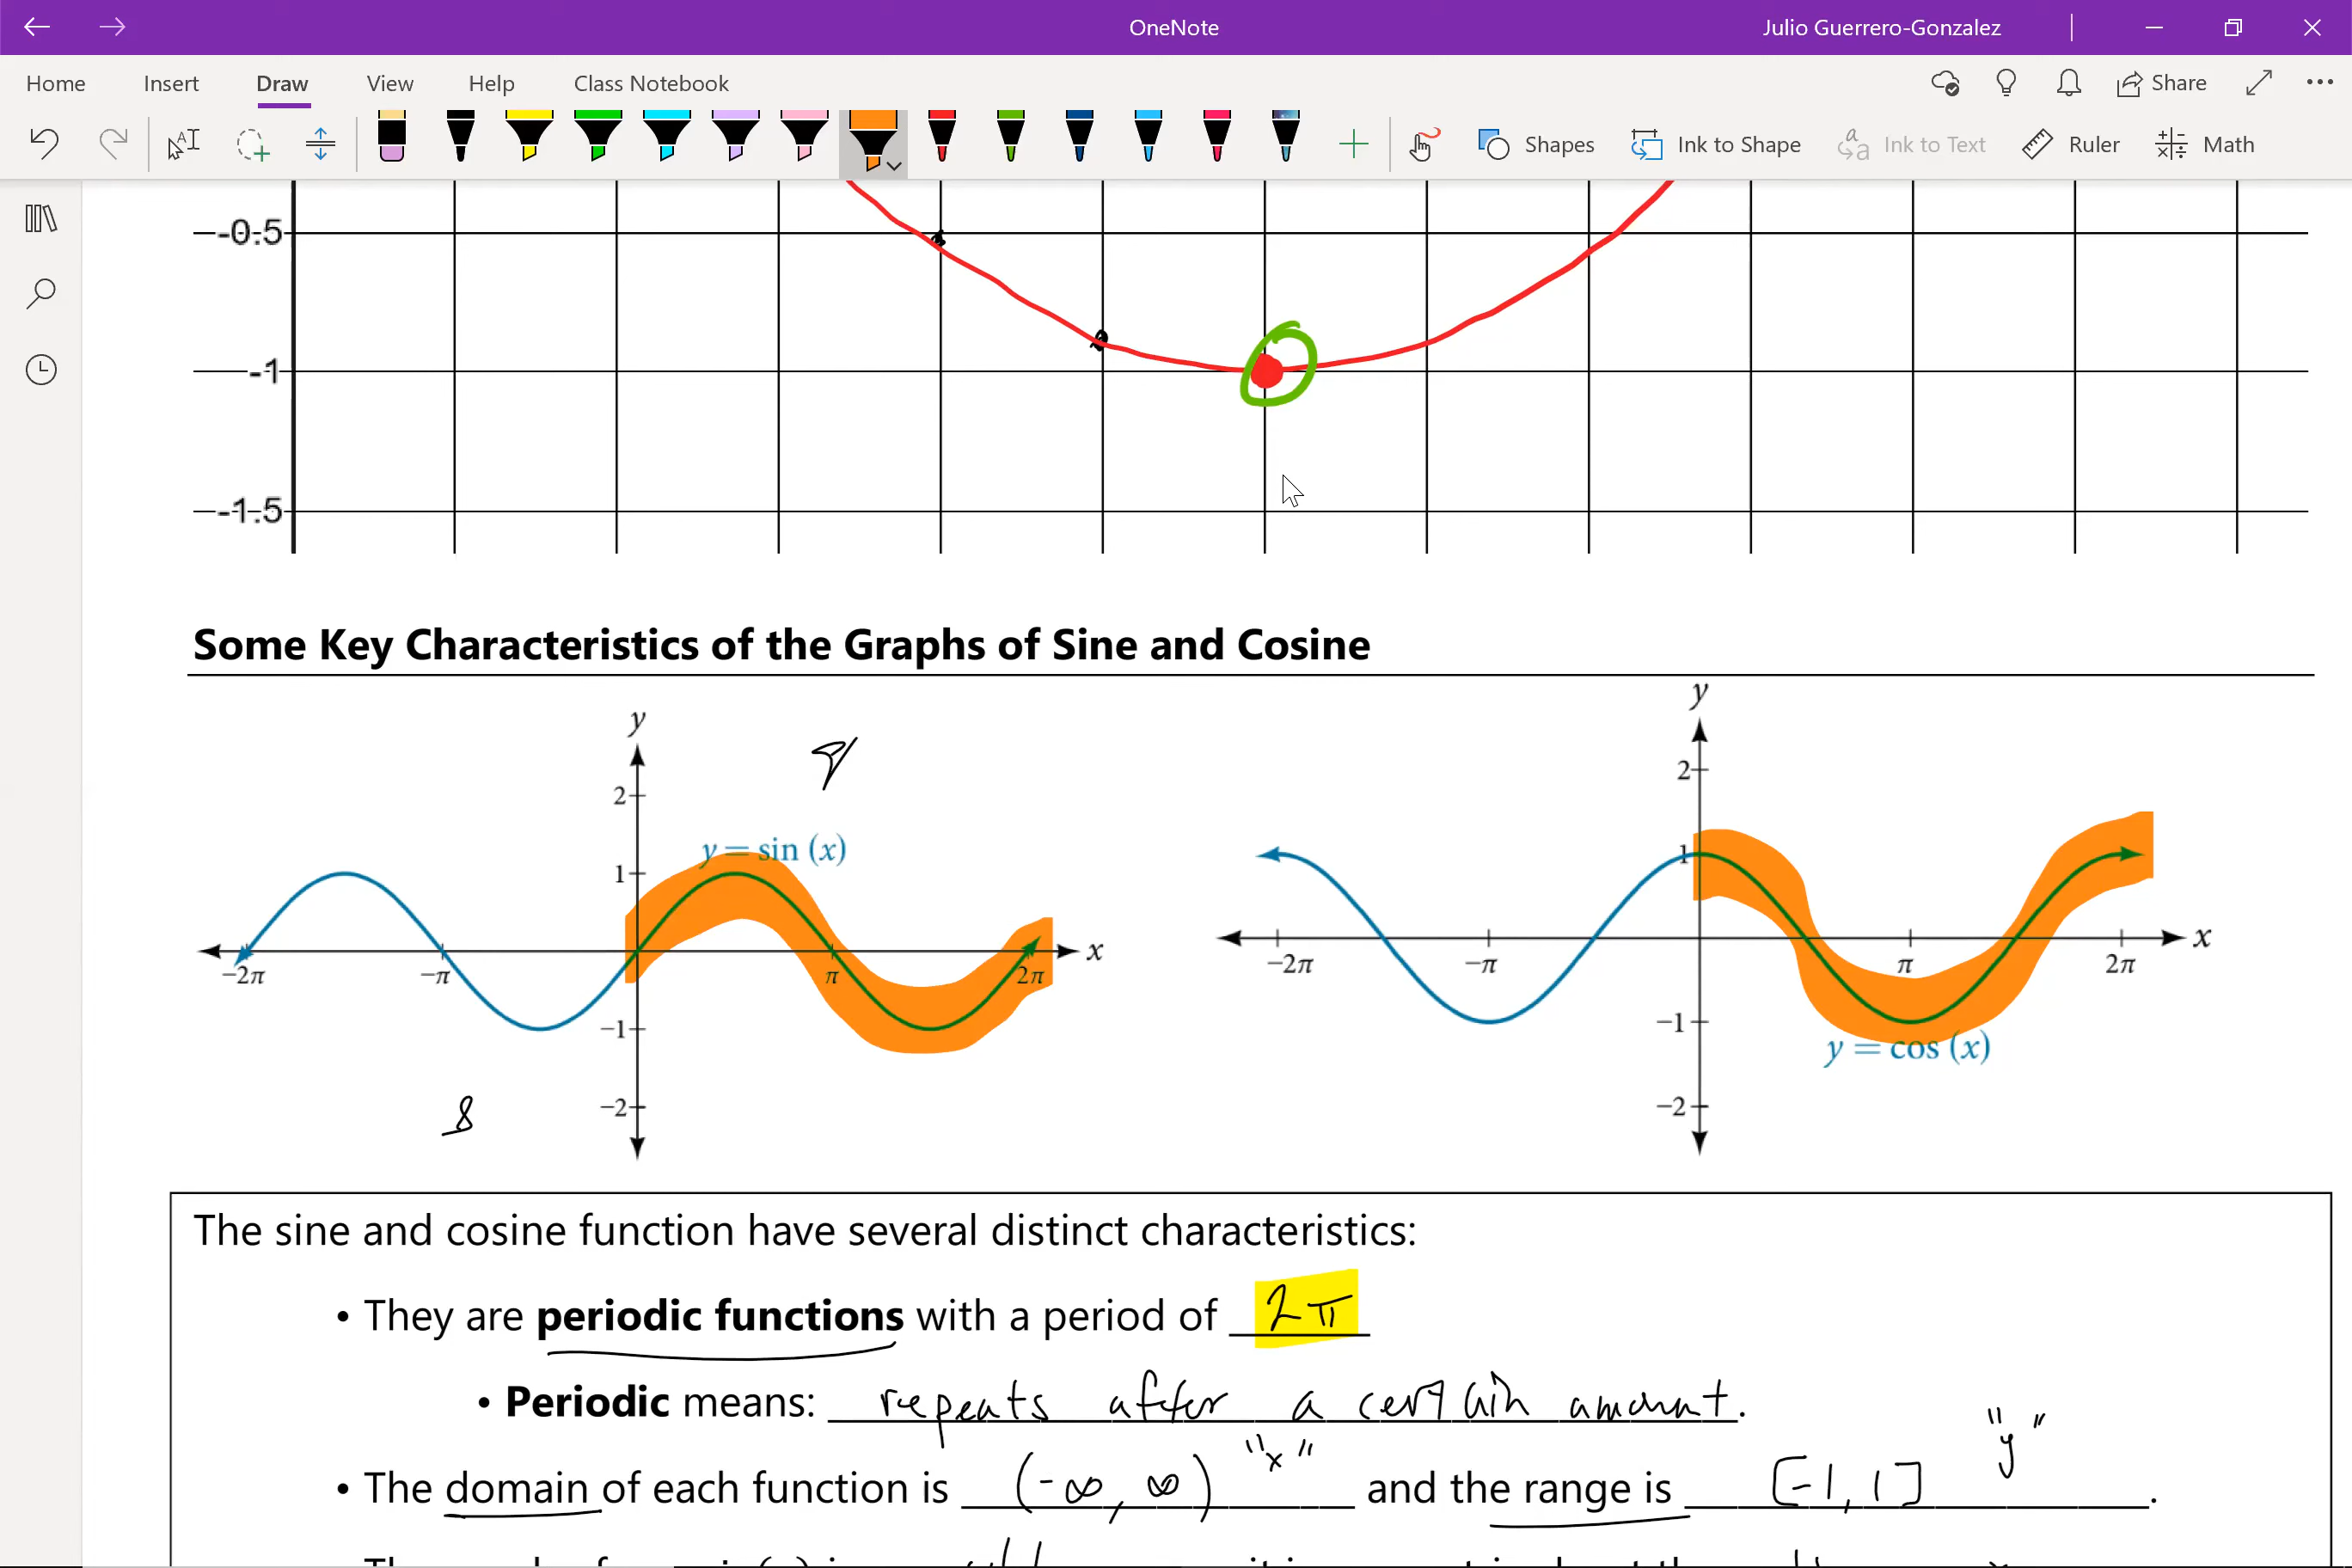 OneNote
Julio Guerrero-Gonzalez
Home Insert Draw View Help Class Notebook Share
Shapes Ink to Shape Ink to Text Ruler Math
-0.5
-1
-1.5
Some Key Characteristics of the Graphs of Sine and Cosine
y
2
y = sin (x)
1
-2π -π π 2π x
-1
-2
8
y
2
1
-2π -π π 2π x
-1
y = cos (x)
-2
The sine and cosine function have several distinct characteristics:
• They are periodic functions with a period of 2π
• Periodic means: repeats after a certain amount.
"x" "y"
• The domain of each function is (-∞, ∞) and the range is [-1, 1].